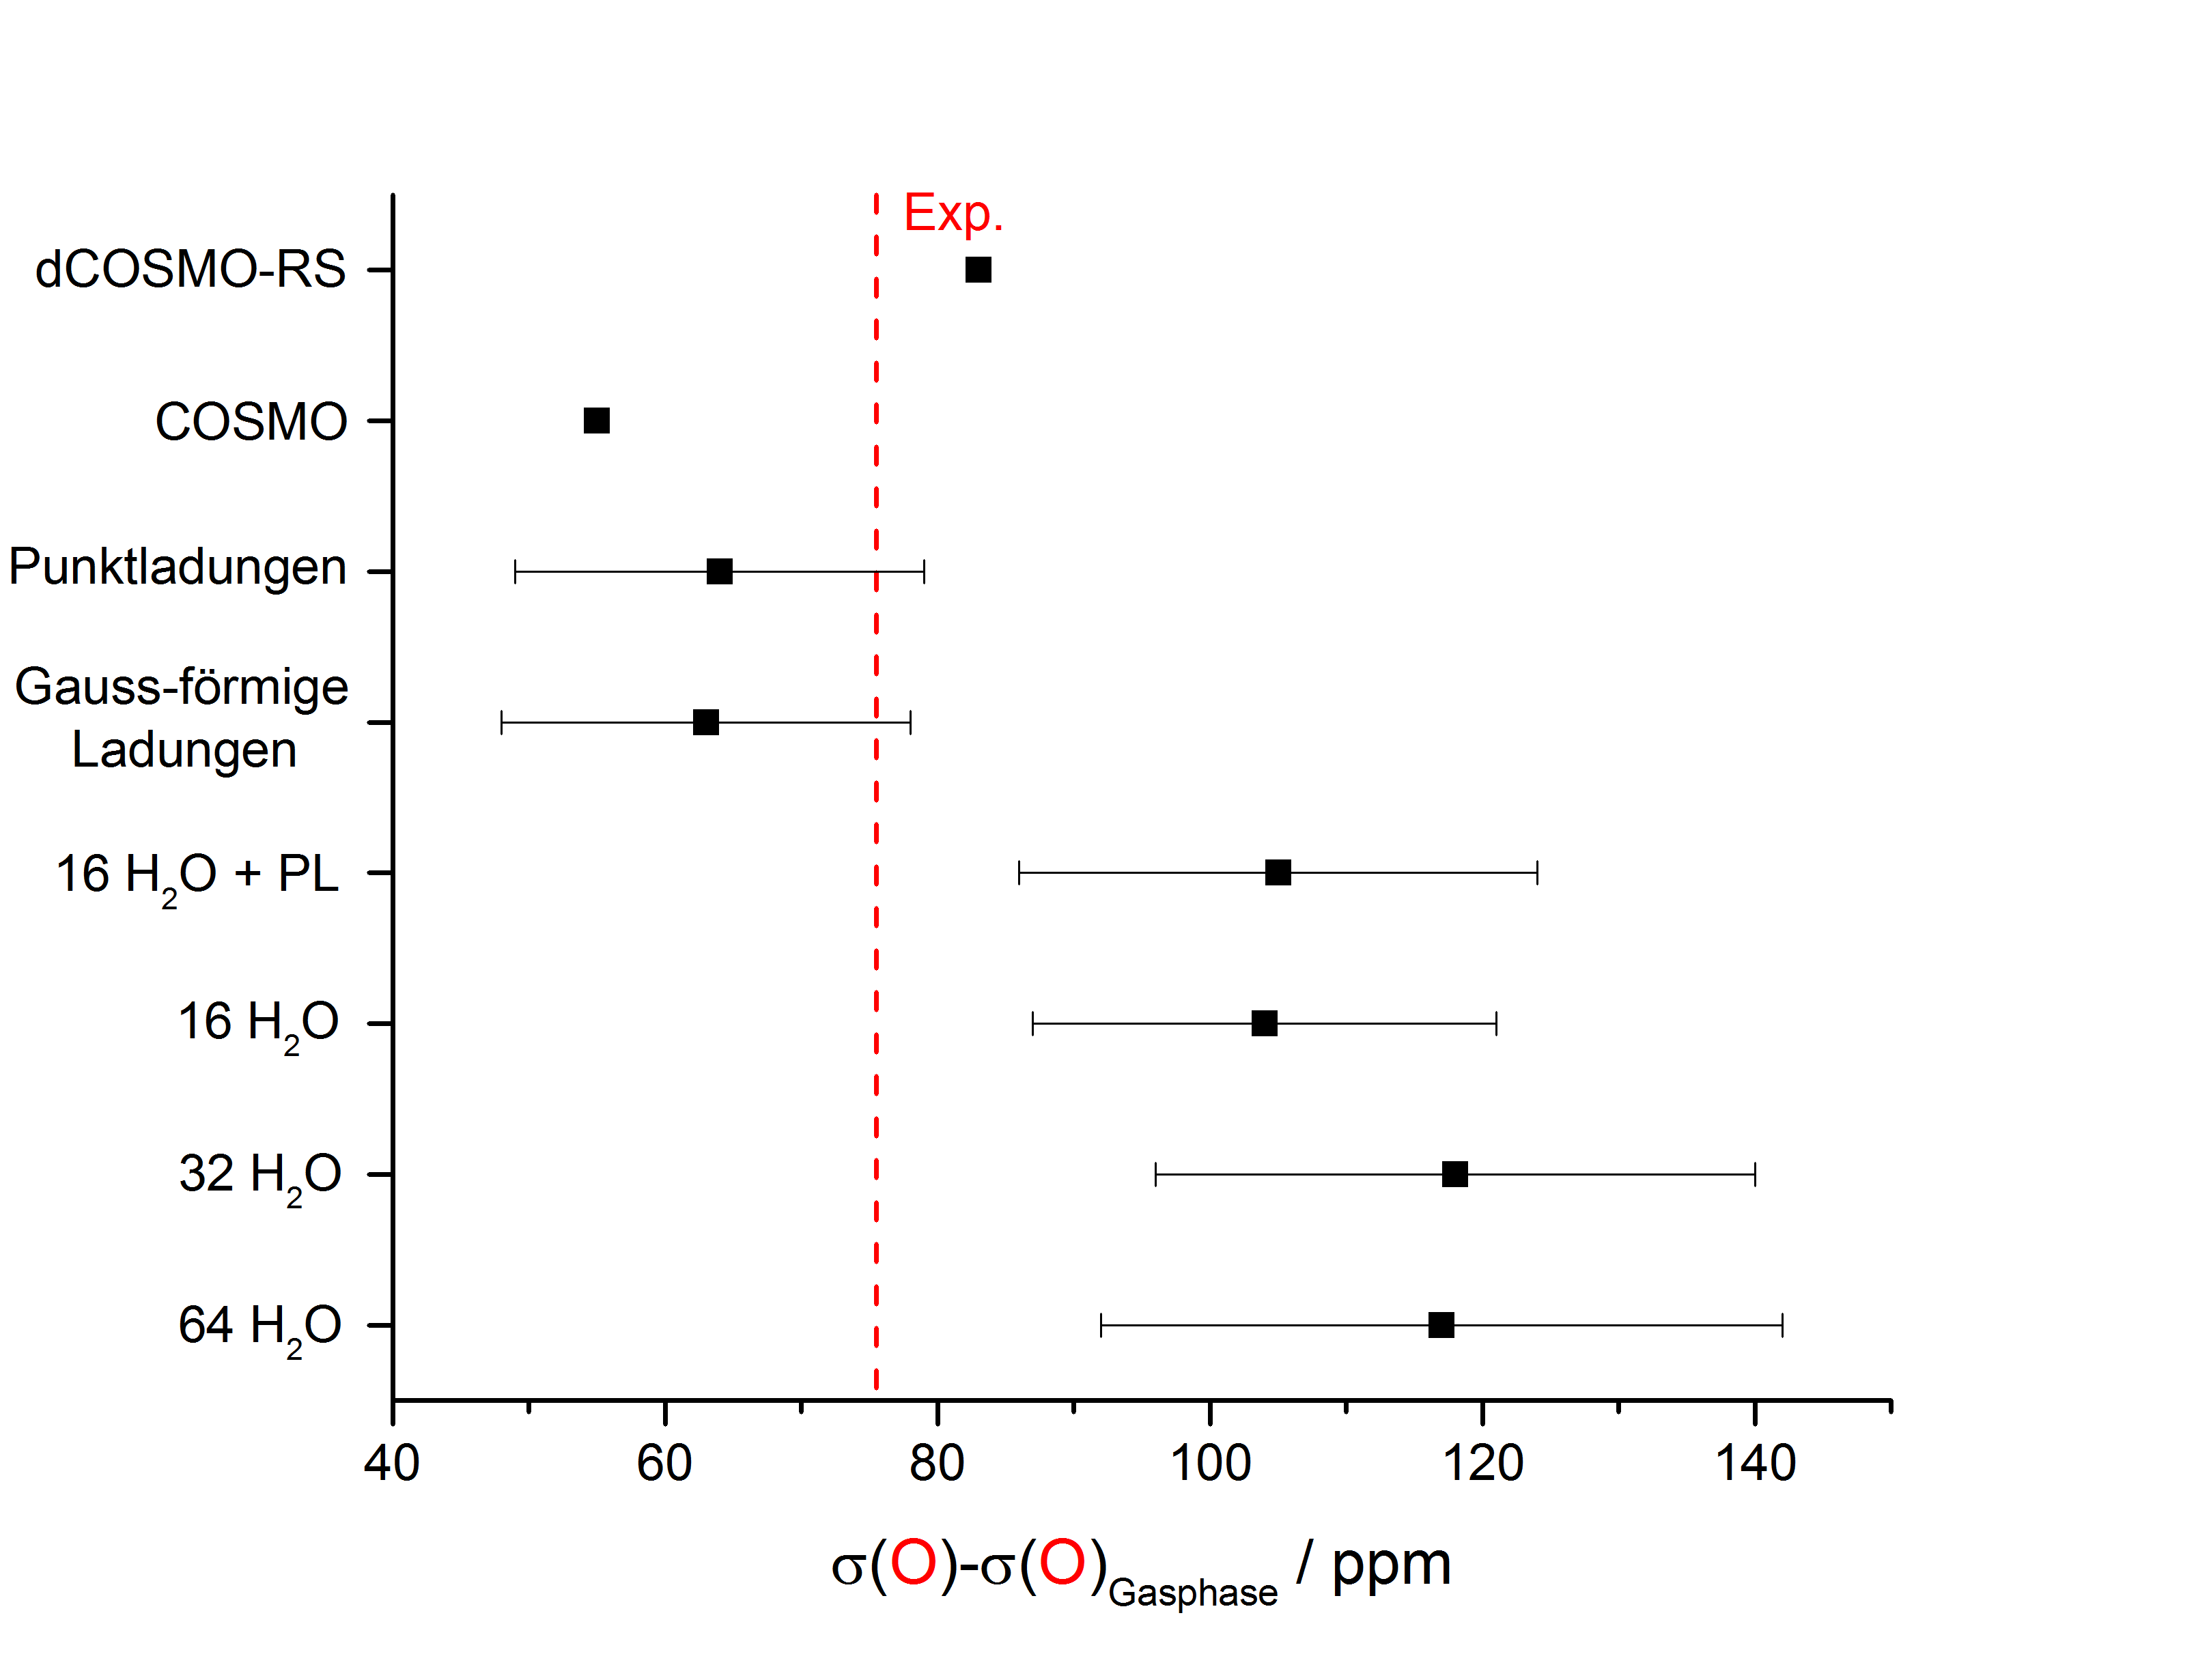 Exp.
dCOSMO-RS
COSMO
Punktladungen
Gauss-förmige
Ladungen
16 H₂O + PL
16 H₂O
32 H₂O
64 H₂O
40 60 80 100 120 140
σ(O)-σ(O)Gasphase / ppm